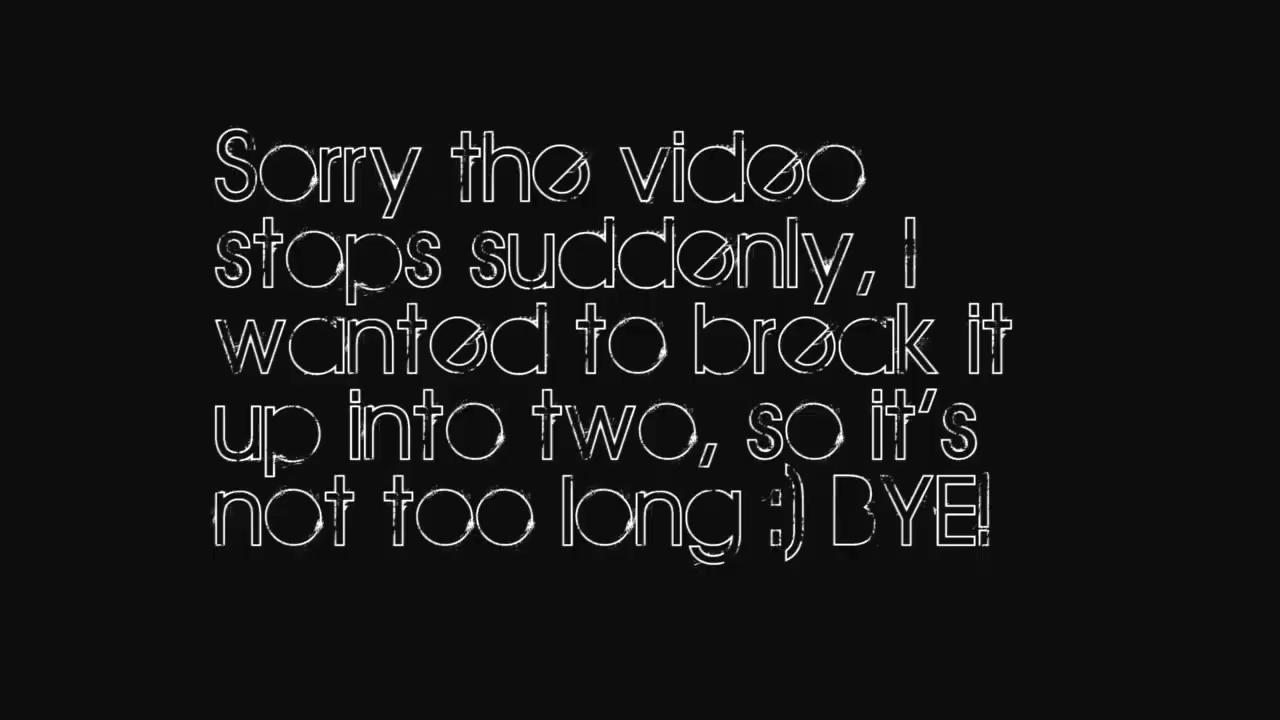 Sorry the video
stops suddenly, I
wanted to break it
up into two, so it's
not too long :) BYE!